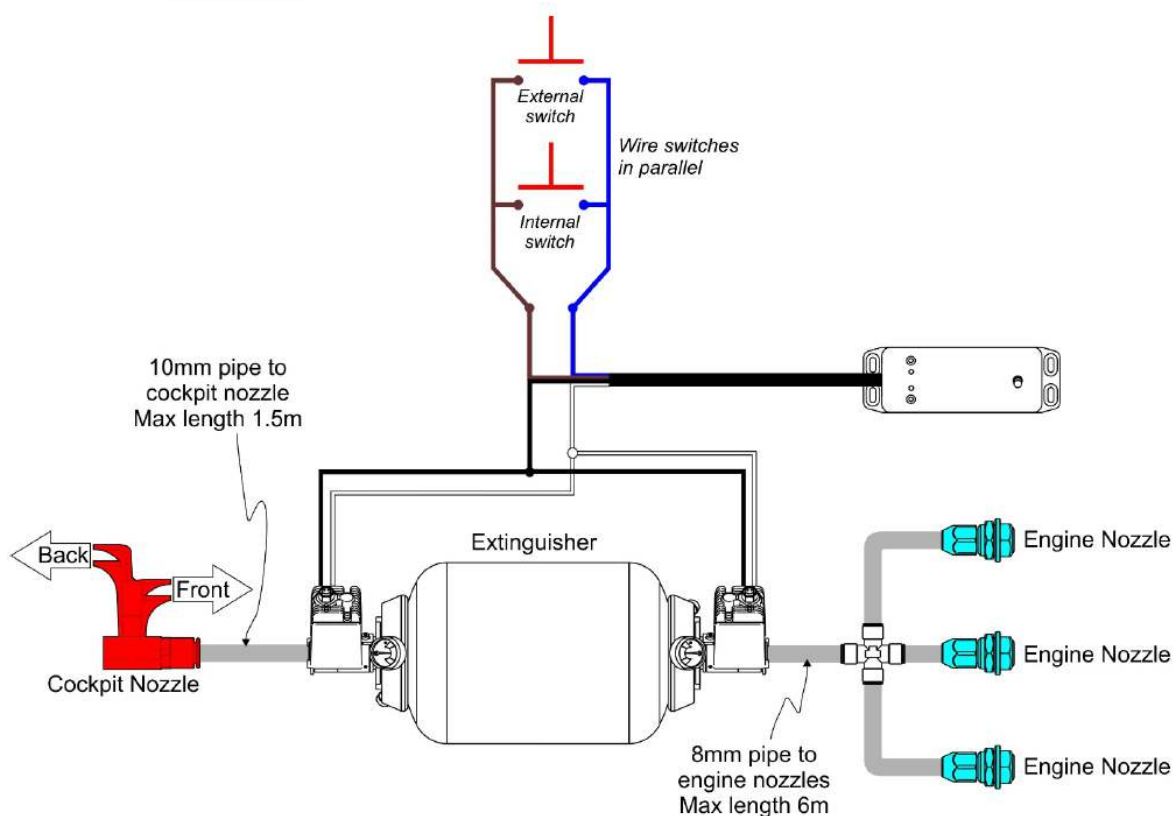 External
switch
Wire switches
in parallel
Internal
switch
10mm pipe to
cockpit nozzle
Max length 1.5m
Back
Front
Extinguisher
Cockpit Nozzle
Engine Nozzle
Engine Nozzle
Engine Nozzle
8mm pipe to
engine nozzles
Max length 6m